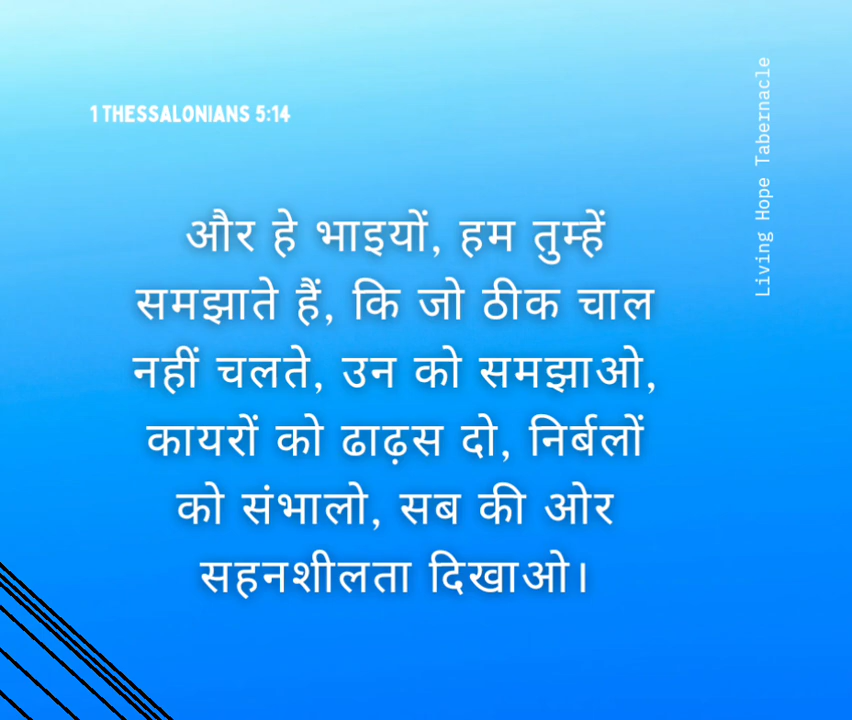 1 THESSALONIANS 5:14
Living Hope Tabernacle
और हे भाइयों, हम तुम्हें
समझाते हैं, कि जो ठीक चाल
नहीं चलते, उन को समझाओ,
कायरों को ढाढ़स दो, निर्बलों
को संभालो, सब की ओर
सहनशीलता दिखाओ।